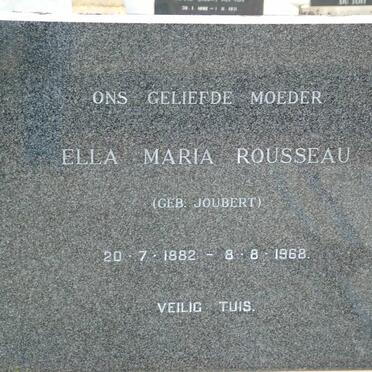 ONS GELIEFDE MOEDER
ELLA MARIA ROUSSEAU
(GEB: JOUBERT)
20·7·1882 - 8·8·1968.
VEILIG TUIS.